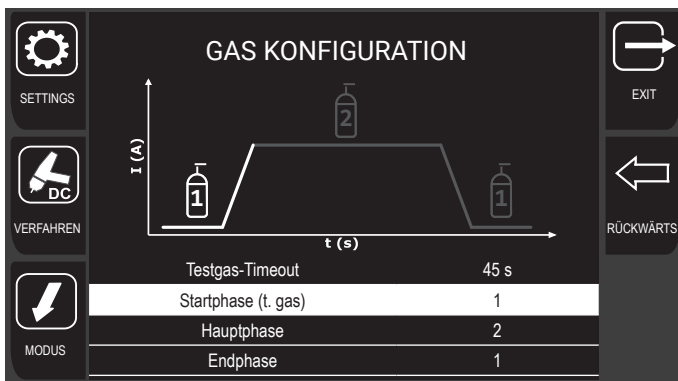 GAS KONFIGURATION
SETTINGS
EXIT
2
I (A)
1
1
DC
VERFAHREN
RÜCKWÄRTS
t (s)
Testgas-Timeout 45 s
Startphase (t. gas) 1
Hauptphase 2
Endphase 1
MODUS